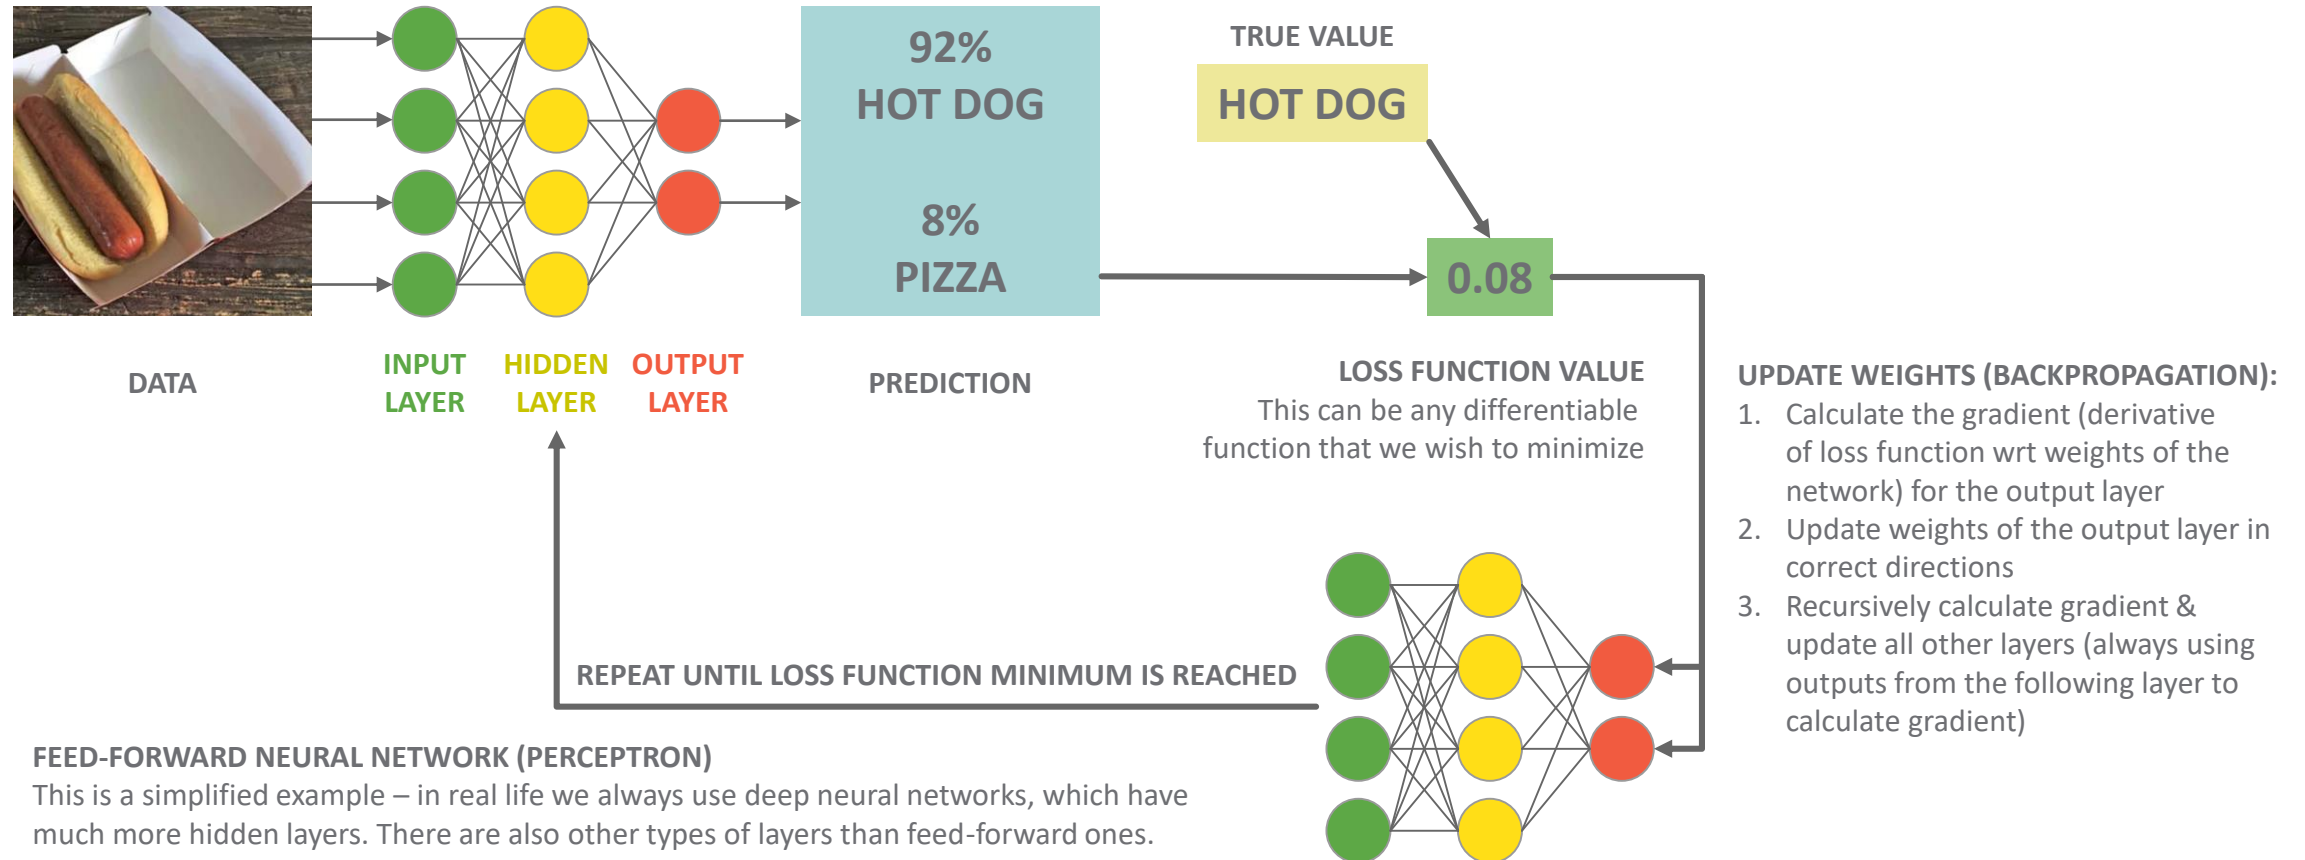 92%
HOT DOG
8%
PIZZA
TRUE VALUE
HOT DOG
0.08
DATA
INPUT
LAYER
HIDDEN
LAYER
OUTPUT
LAYER
PREDICTION
LOSS FUNCTION VALUE
This can be any differentiable
function that we wish to minimize
UPDATE WEIGHTS (BACKPROPAGATION):
1. Calculate the gradient (derivative
of loss function wrt weights of the
network) for the output layer
2. Update weights of the output layer in
correct directions
3. Recursively calculate gradient &
update all other layers (always using
outputs from the following layer to
calculate gradient)
REPEAT UNTIL LOSS FUNCTION MINIMUM IS REACHED
FEED-FORWARD NEURAL NETWORK (PERCEPTRON)
This is a simplified example – in real life we always use deep neural networks, which have
much more hidden layers. There are also other types of layers than feed-forward ones.